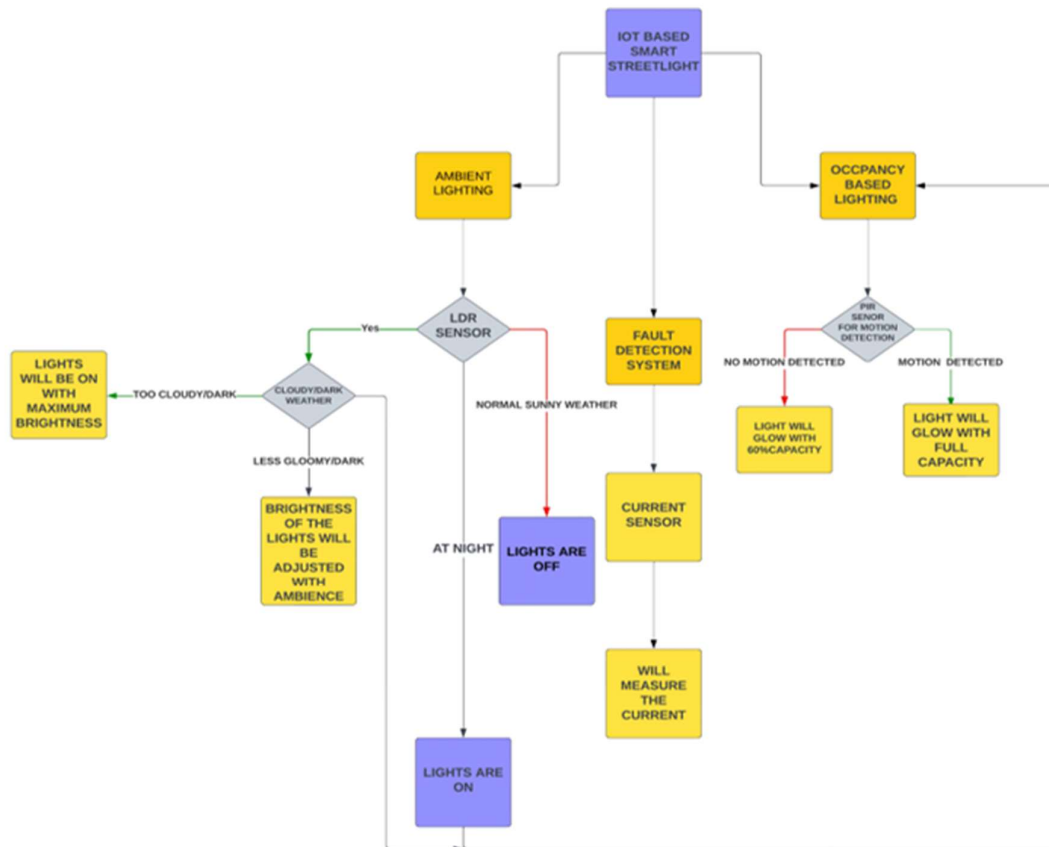 IOT BASED
SMART
STREETLIGHT
AMBIENT
LIGHTING
OCCPANCY
BASED
LIGHTING
LDR
SENSOR
PIR
SENOR
FOR MOTION
DETECTION
FAULT
DETECTION
SYSTEM
Yes
LIGHTS
WILL BE ON
WITH
MAXIMUM
BRIGHTNESS
TOO CLOUDY/DARK
CLOUDY/DARK
WEATHER
NORMAL SUNNY WEATHER
NO MOTION DETECTED
MOTION DETECTED
LIGHT WILL
GLOW WITH
60%CAPACITY
LIGHT WILL
GLOW WITH
FULL
CAPACITY
LESS GLOOMY/DARK
BRIGHTNESS
OF THE
LIGHTS WILL
BE
ADJUSTED
WITH
AMBIENCE
AT NIGHT
LIGHTS ARE
OFF
CURRENT
SENSOR
WILL
MEASURE
THE
CURRENT
LIGHTS ARE
ON